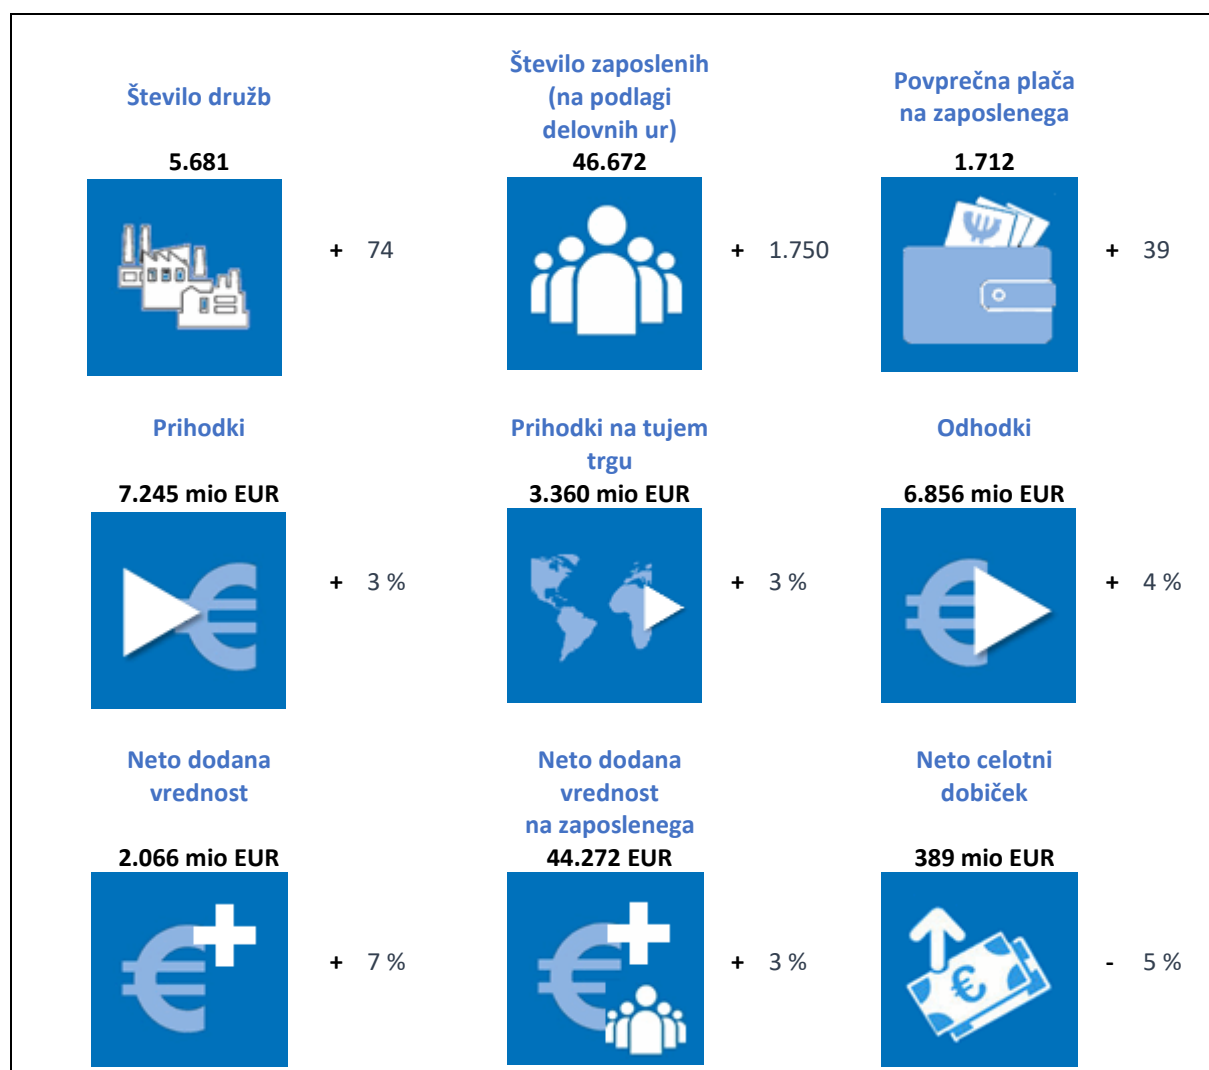 Število družb
5.681
+ 74
Število zaposlenih
(na podlagi
delovnih ur)
46.672
+ 1.750
Povprečna plača
na zaposlenega
1.712
+ 39
Prihodki
7.245 mio EUR
+ 3 %
Prihodki na tujem
trgu
3.360 mio EUR
+ 3 %
Odhodki
6.856 mio EUR
+ 4 %
Neto dodana
vrednost
2.066 mio EUR
+ 7 %
Neto dodana
vrednost
na zaposlenega
44.272 EUR
+ 3 %
Neto celotni
dobiček
389 mio EUR
- 5 %